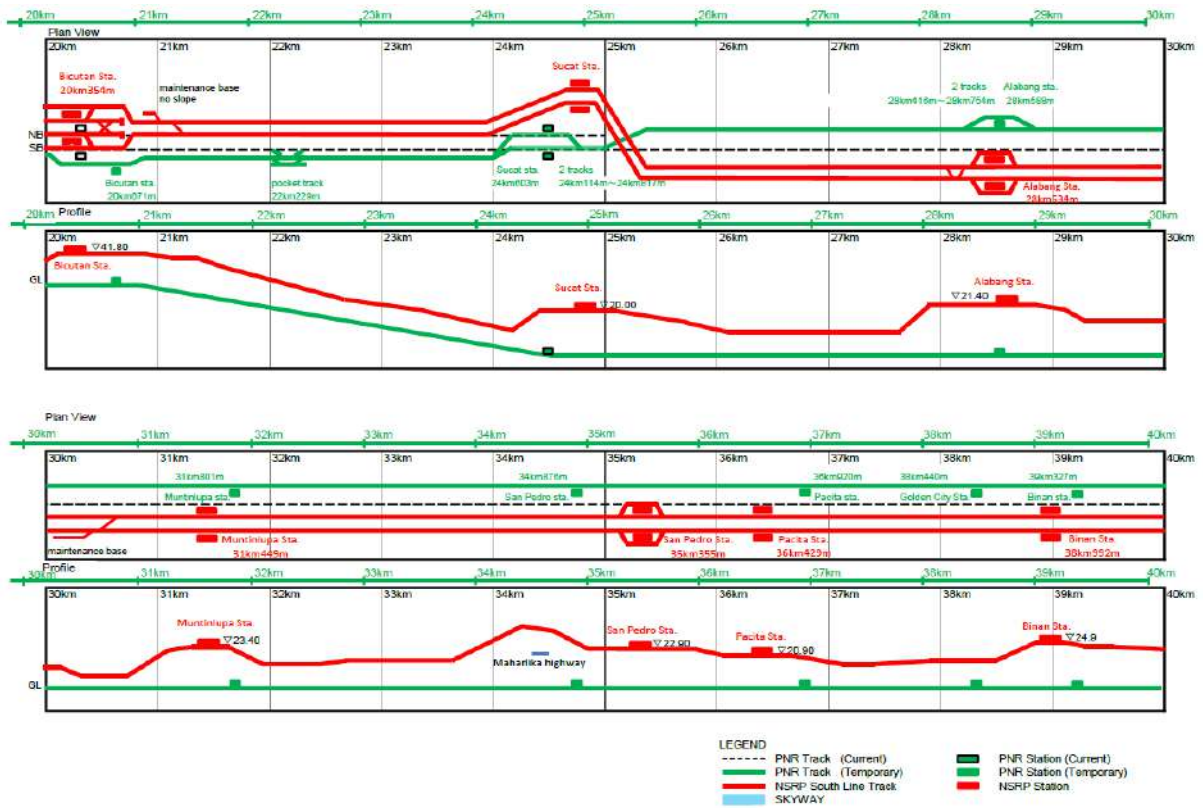 20km 21km 22km 23km 24km 25km 26km 27km 28km 29km 30km
Plan View
20km 21km 22km 23km 24km 25km 26km 27km 28km 29km 30km
Bicutan Sta.
20km354m
maintenance base
no slope
Sucat Sta.
2 tracks
28km416m～28km754m
Alabang sta.
28km589m
NB
SB
Bicutan sta.
20km671m
pocket track
22km229m
Sucat sta.
24km603m
2 tracks
24km114m～24km817m
Alabang Sta.
28km534m
20km 21km 22km 23km 24km 25km 26km 27km 28km 29km 30km
Profile
20km 21km 22km 23km 24km 25km 26km 27km 28km 29km 30km
▽41.80
Bicutan Sta.
GL
Sucat Sta.
▽20.00
Alabang Sta.
▽21.40
Plan View
30km 31km 32km 33km 34km 35km 36km 37km 38km 39km 40km
30km 31km 32km 33km 34km 35km 36km 37km 38km 39km 40km
31km801m
Muntinlupa sta.
34km876m
San Pedro sta.
36km920m
Pacita sta.
38km440m
Golden City Sta.
39km327m
Binan sta.
maintenance base
Muntinlupa Sta.
31km449m
San Pedro Sta.
35km355m
Pacita Sta.
36km429m
Binan Sta.
38km992m
Profile
30km 31km 32km 33km 34km 35km 36km 37km 38km 39km 40km
30km 31km 32km 33km 34km 35km 36km 37km 38km 39km 40km
Muntinlupa Sta.
▽23.40
Maharlika highway
San Pedro Sta.
▽22.90
Pacita Sta.
▽20.90
Binan Sta.
▽24.9
GL
LEGEND
PNR Track (Current)
PNR Track (Temporary)
NSRP South Line Track
SKYWAY
PNR Station (Current)
PNR Station (Temporary)
NSRP Station